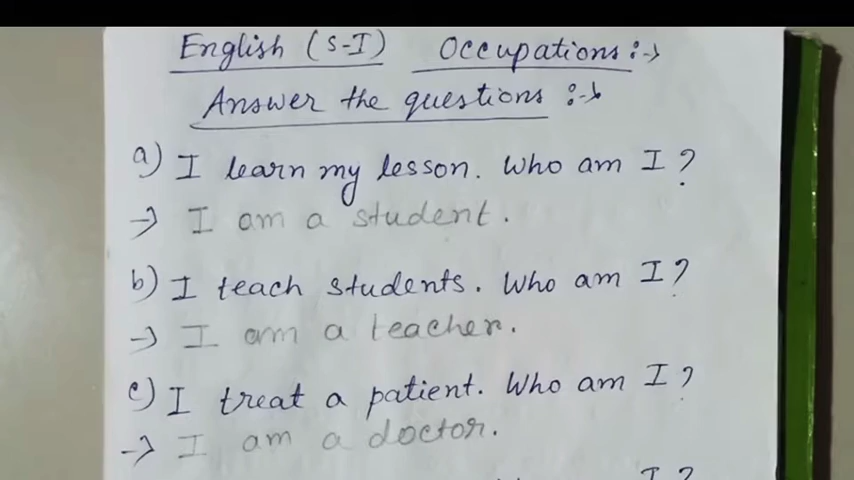 English (S-I) Occupations :->
Answer the questions :->
a) I learn my lesson. Who am I?
-> I am a student.
b) I teach students. Who am I?
-> I am a teacher.
c) I treat a patient. Who am I?
-> I am a doctor.
I?